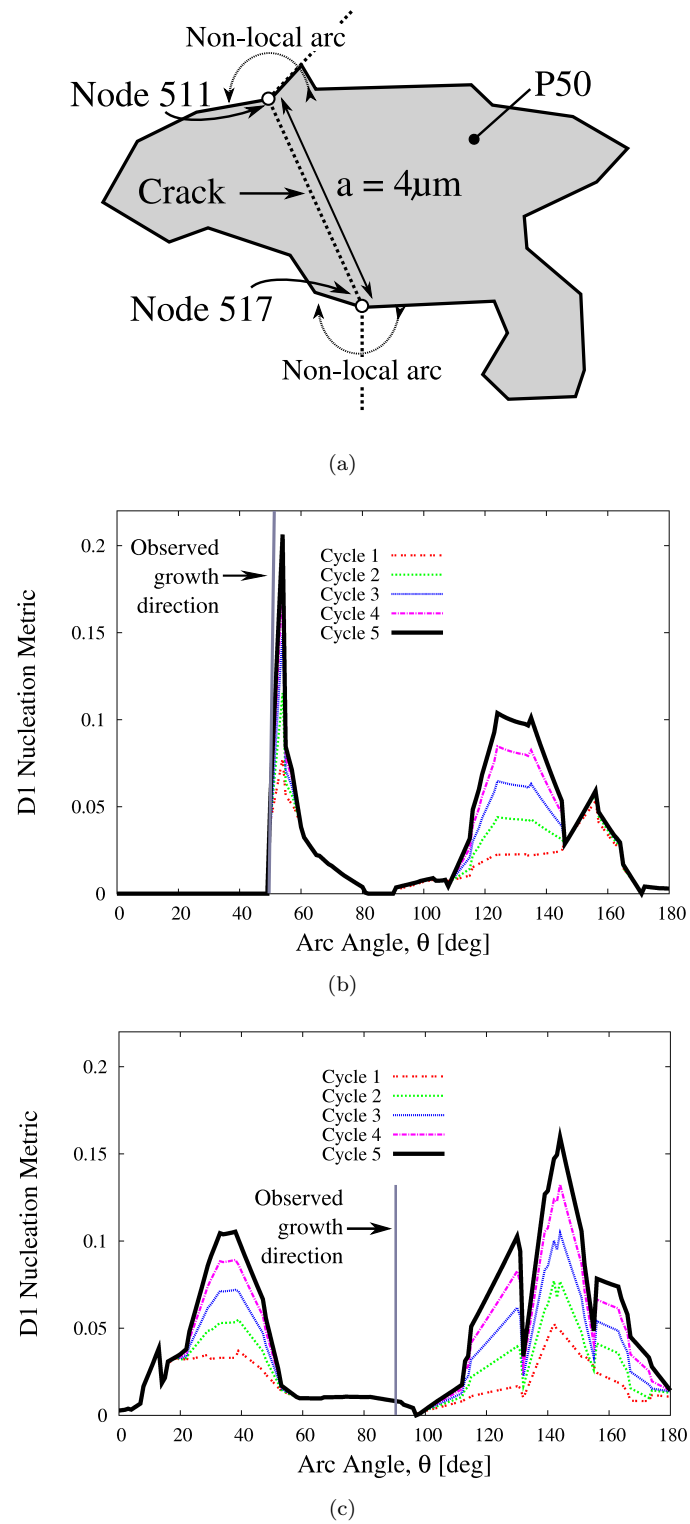 Non-local arc
Node 511
P50
Crack
a = 4μm
Node 517
Non-local arc
(a)
D1 Nucleation Metric
0.2
0.15
0.1
0.05
0
Observed
growth
direction
Cycle 1
Cycle 2
Cycle 3
Cycle 4
Cycle 5
0 20 40 60 80 100 120 140 160 180
Arc Angle, θ [deg]
(b)
D1 Nucleation Metric
0.2
0.15
0.1
0.05
0
Cycle 1
Cycle 2
Cycle 3
Cycle 4
Cycle 5
Observed
growth
direction
0 20 40 60 80 100 120 140 160 180
Arc Angle, θ [deg]
(c)